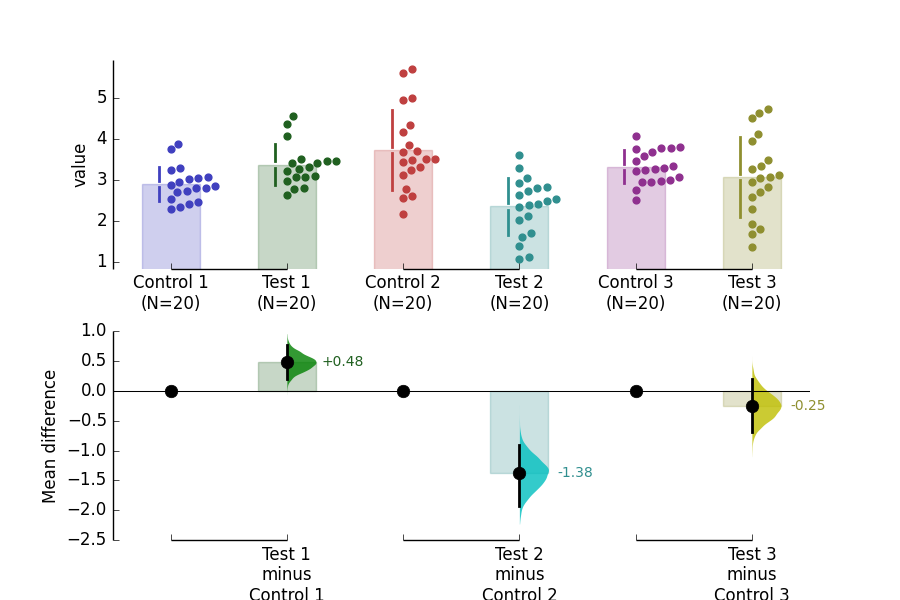 value
5
4
3
2
1
Control 1
(N=20)
Test 1
(N=20)
Control 2
(N=20)
Test 2
(N=20)
Control 3
(N=20)
Test 3
(N=20)
Mean difference
1.0
0.5
0.0
−0.5
−1.0
−1.5
−2.0
−2.5
+0.48
-1.38
-0.25
Test 1
minus
Control 1
Test 2
minus
Control 2
Test 3
minus
Control 3